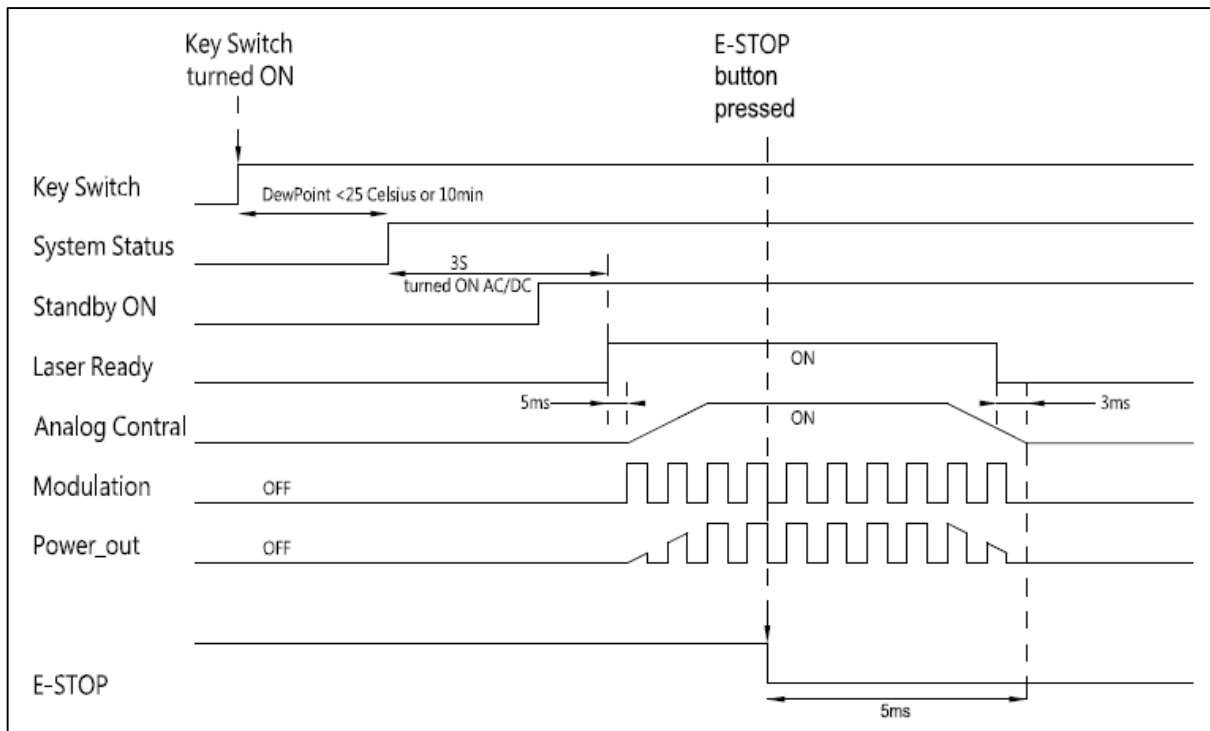 Key Switch
turned ON
E-STOP
button
pressed
Key Switch
DewPoint <25 Celsius or 10min
System Status
3S
turned ON AC/DC
Standby ON
Laser Ready
ON
5ms
3ms
Analog Contral
ON
Modulation
OFF
Power_out
OFF
E-STOP
5ms